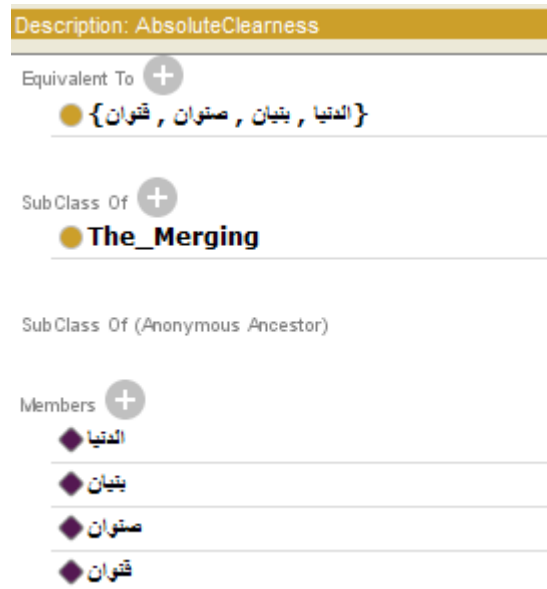 Description: AbsoluteClearness
Equivalent To
{الدنيا , بنيان , صنوان , قنوان}
SubClass Of
The_Merging
SubClass Of (Anonymous Ancestor)
Members
الدنيا
بنيان
صنوان
قنوان